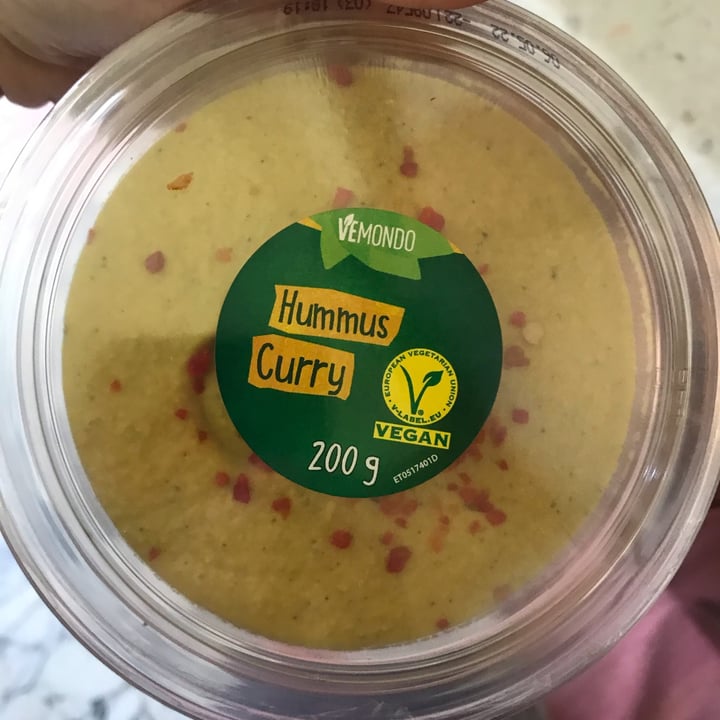 VEMONDO
Hummus
Curry
EUROPEAN VEGETARIAN UNION
V-LABEL.EU
VEGAN
200 g
ET0517401D